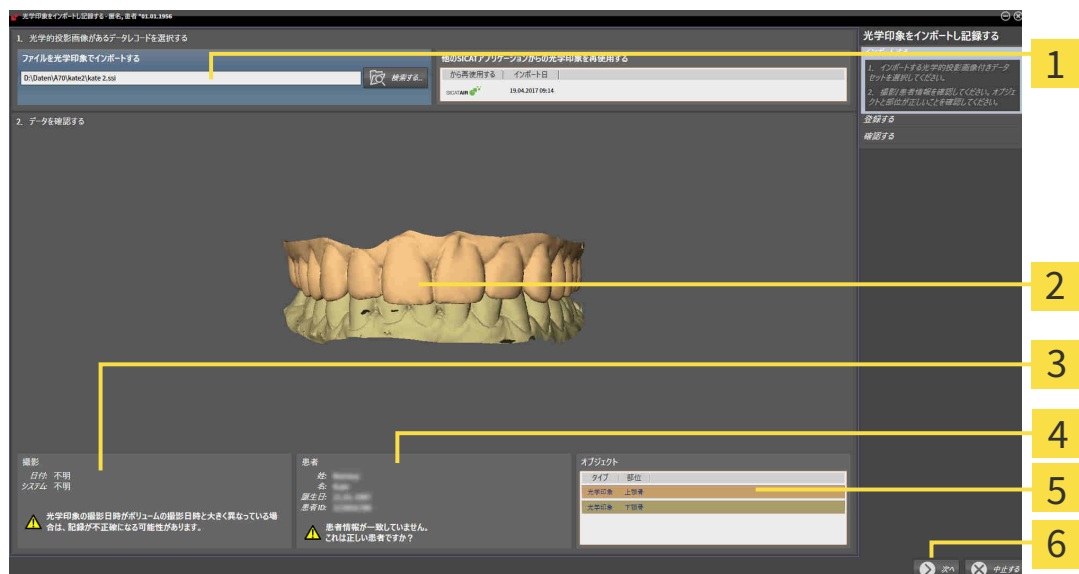 光学印象をインポートし記録する - 匿名, 患者 *01.01.1956
1. 光学的投影画像があるデータレコードを選択する
ファイルを光学印象でインポートする
D:\Daten\A70\kate2\kate 2.ssi
検索する...
他のSICATアプリケーションからの光学印象を再使用する
から再使用する インポート日
SICATAIR 19.04.2017 09:14
2. データを確認する
撮影
日付: 不明
システム: 不明
光学印象の撮影日時がボリュームの撮影日時と大きく異なっている場
合は、記録が不正確になる可能性があります。
患者
姓:
名:
誕生日:
患者ID:
患者情報が一致していません。
これは正しい患者ですか？
オブジェクト
タイプ 部位
光学印象 上顎骨
光学印象 下顎骨
光学印象をインポートし記録する
インポートする
1. インポートする光学的投影画像付きデータ
セットを選択してください。
2. 撮影/患者情報を確認してください。オブジェ
クトと部位が正しいことを確認してください。
登録する
確認する
次へ
中止する
1
2
3
4
5
6